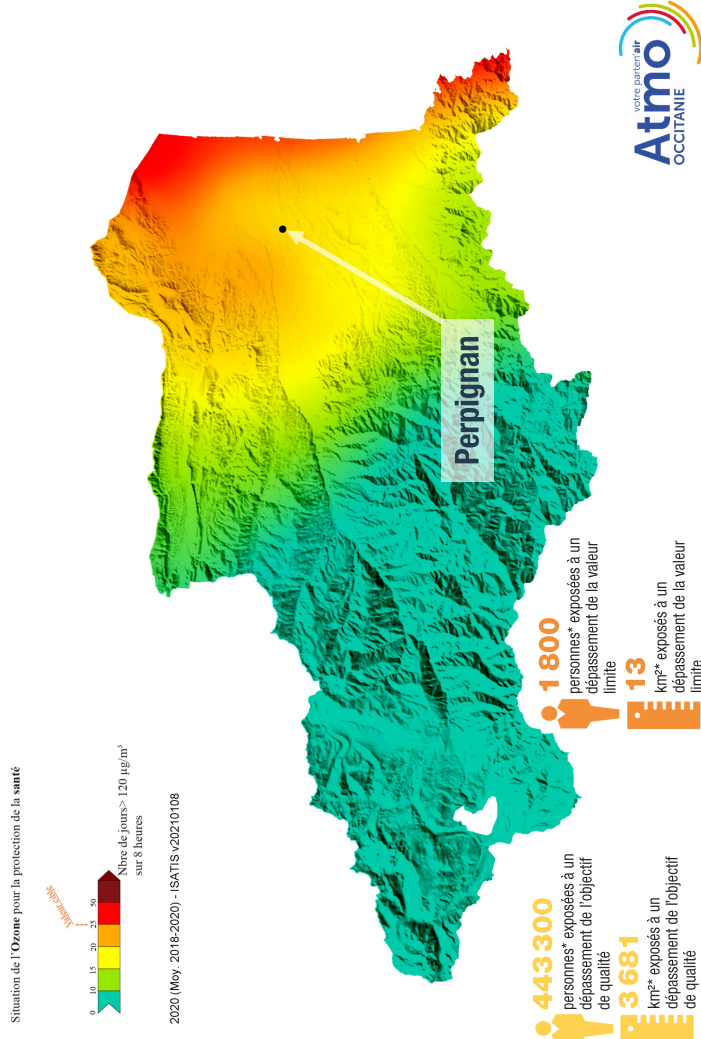 Situation de l'Ozone pour la protection de la santé
Valeur cible
0 10 15 20 25 30
Nbre de jours> 120 µg/m³
sur 8 heures
2020 (Moy. 2018-2020) - ISATIS v20210108
Perpignan
443 300
personnes* exposées à un
dépassement de l'objectif
de qualité
3 681
km²* exposés à un
dépassement de l'objectif
de qualité
1 800
personnes* exposées à un
dépassement de la valeur
limite
13
km²* exposés à un
dépassement de la valeur
limite
votre parten'air
Atmo
OCCITANIE